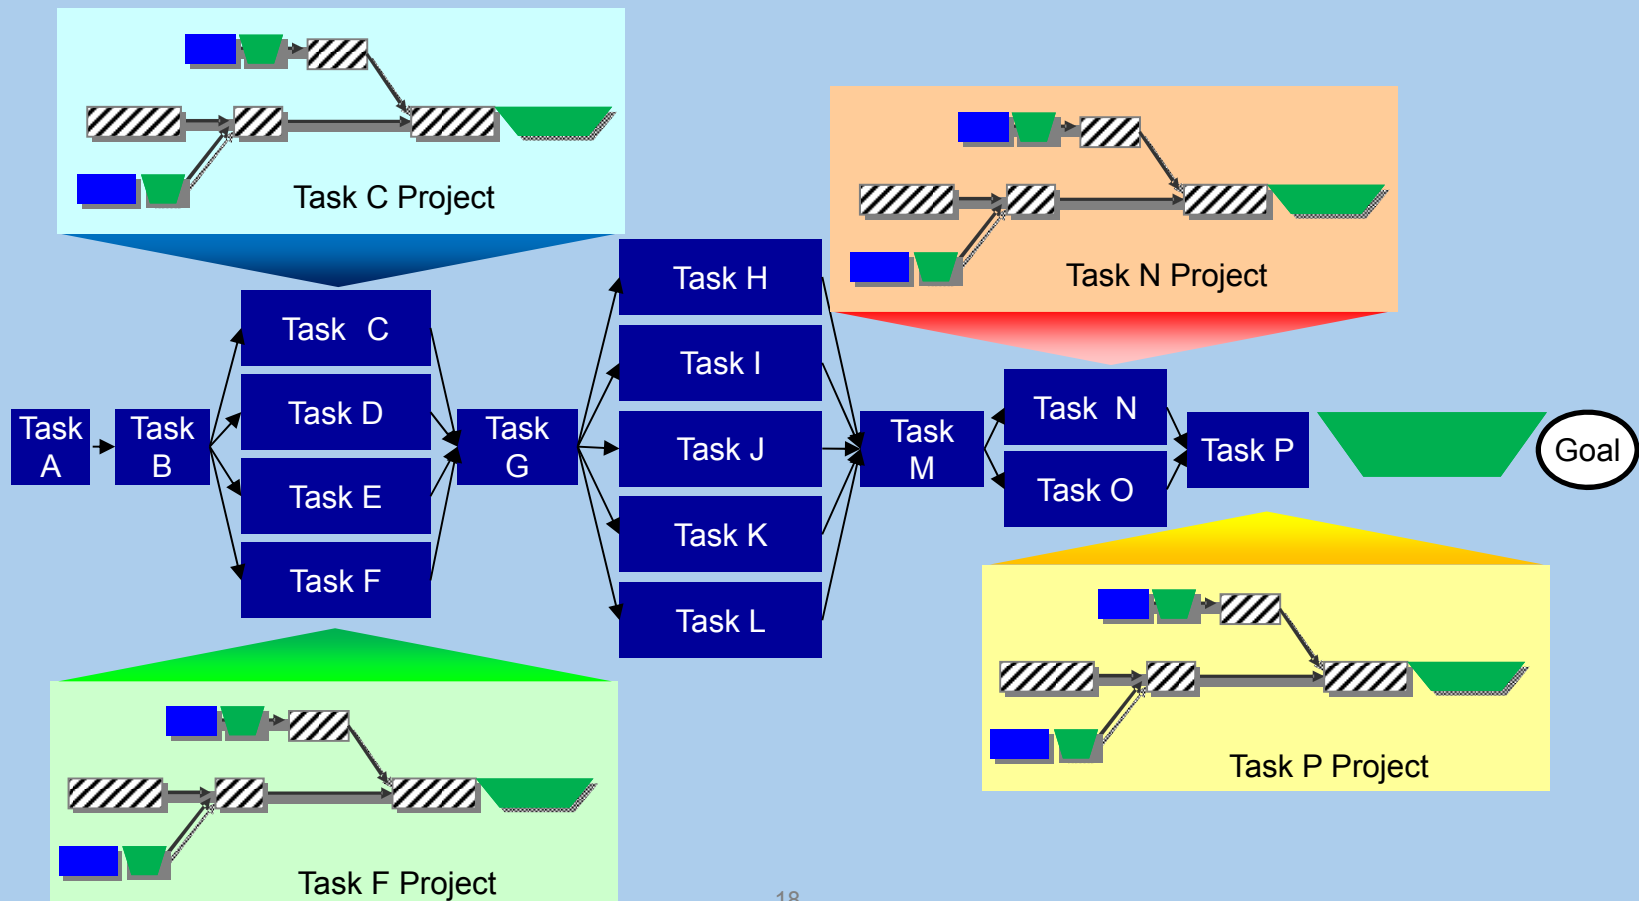 Task C Project
Task N Project
Task H
Task C
Task I
Task D
Task N
Task
A
Task
B
Task
G
Task J
Task
M
Task P
Goal
Task E
Task O
Task K
Task F
Task L
Task P Project
Task F Project
18